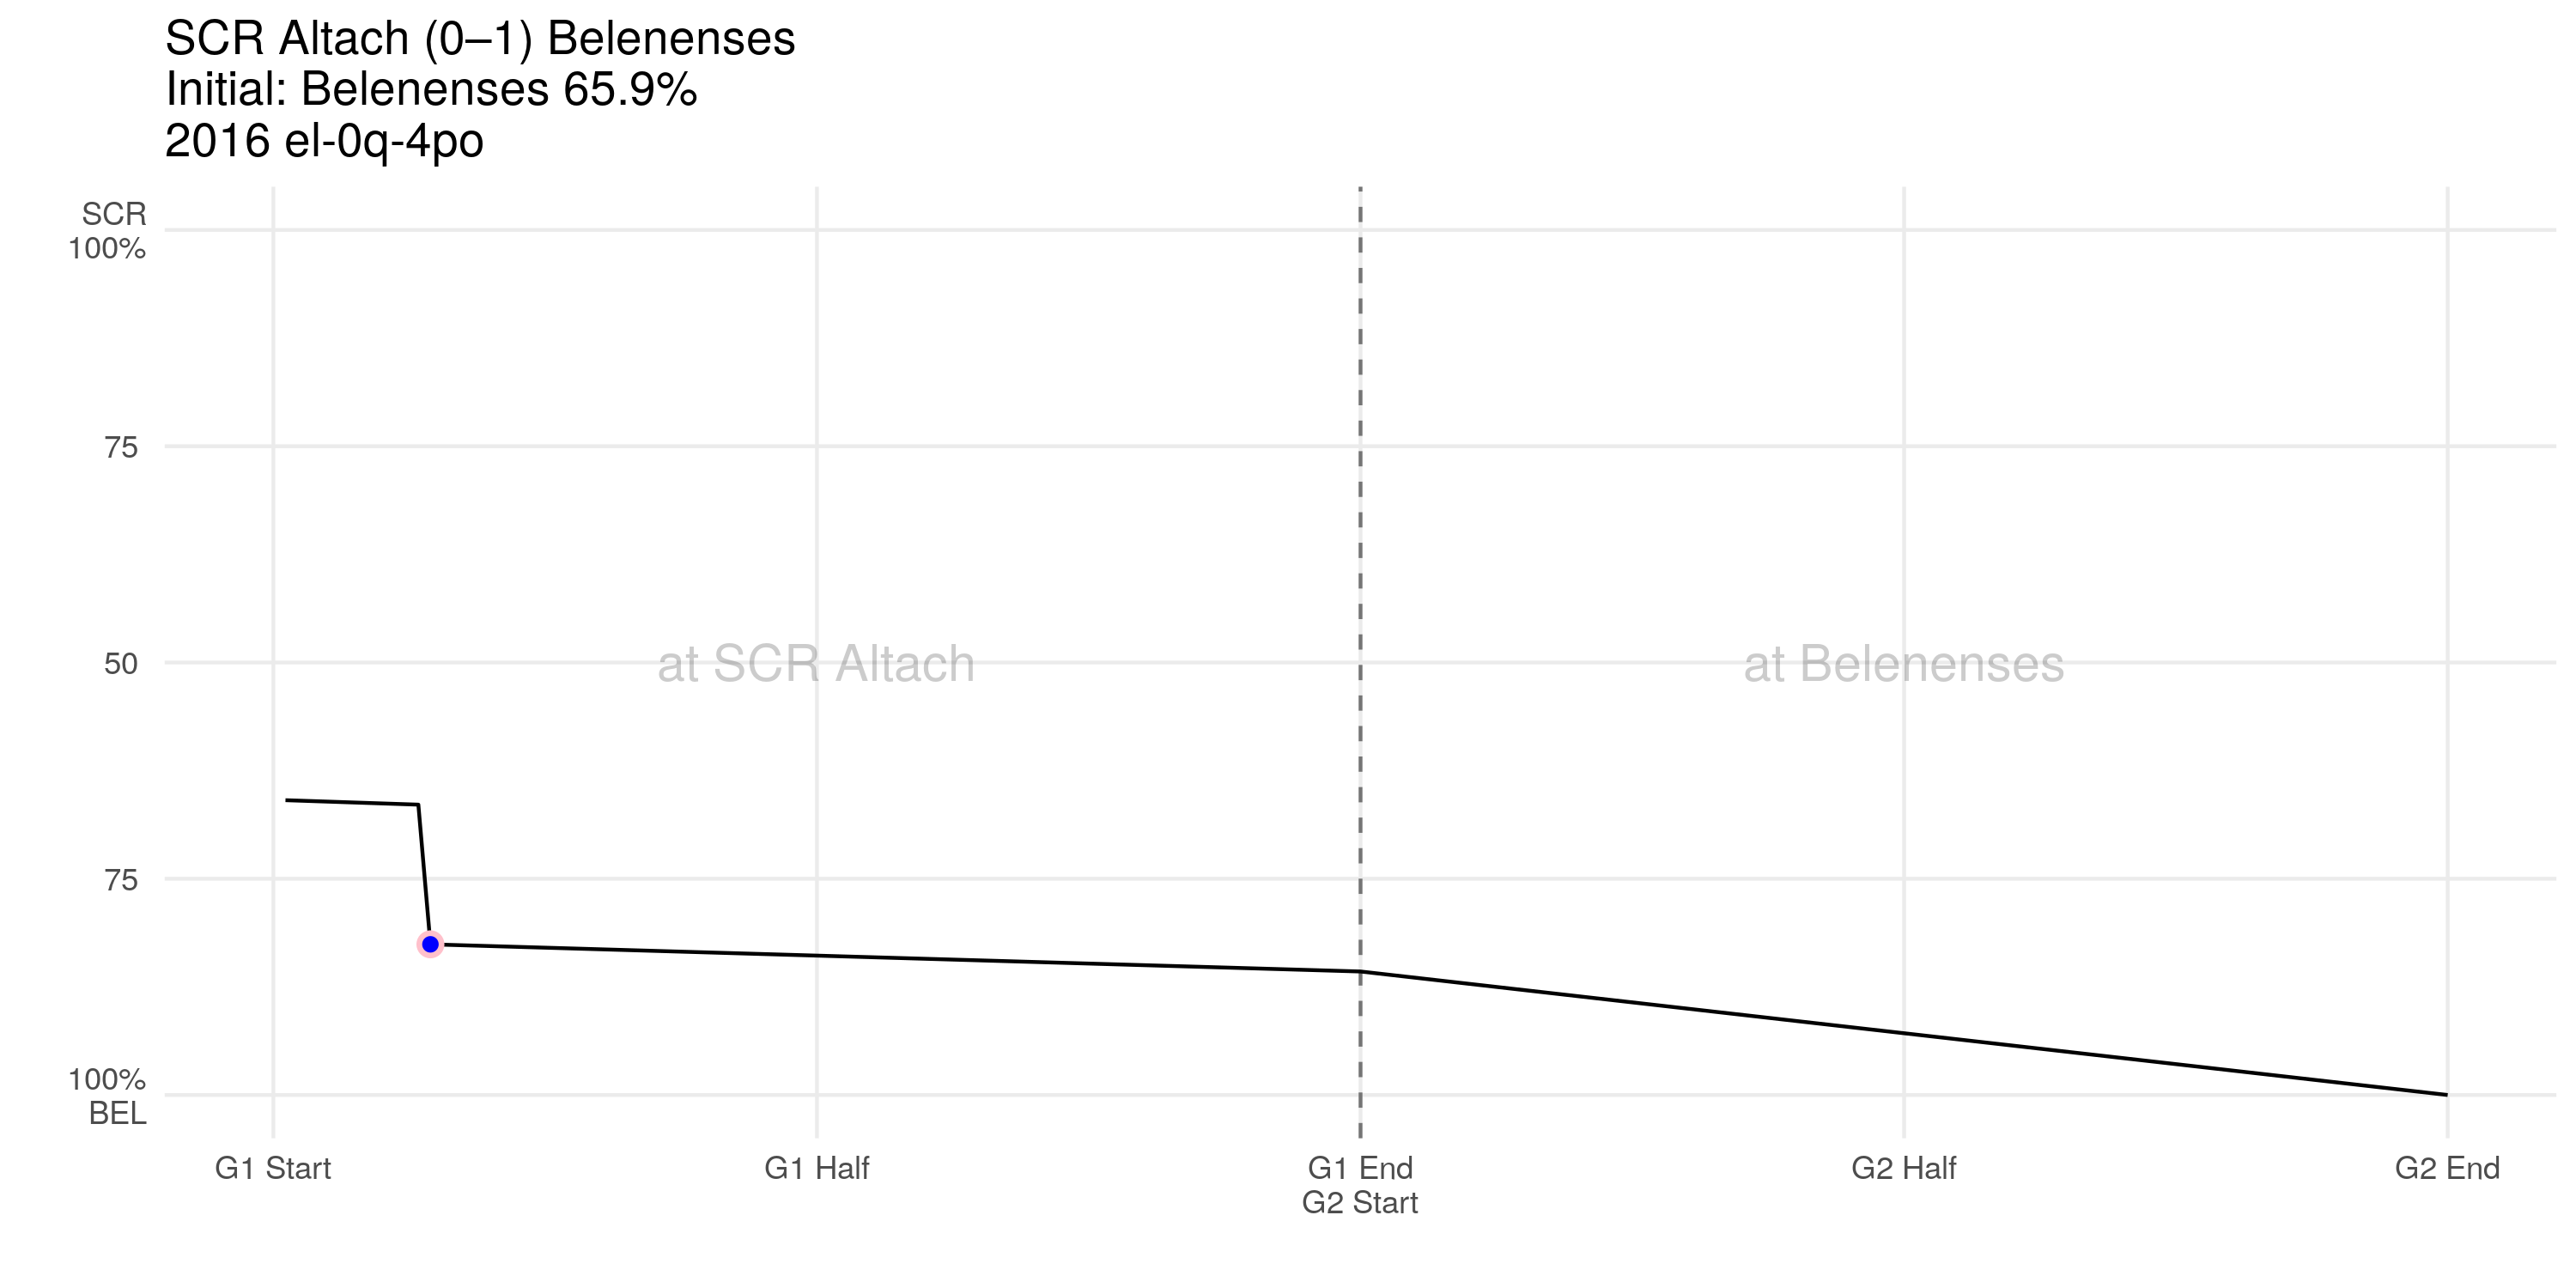 SCR Altach (0–1) Belenenses
Initial: Belenenses 65.9%
2016 el-0q-4po
SCR
100%
75
50
75
100%
BEL
at SCR Altach
at Belenenses
G1 Start
G1 Half
G1 End
G2 Start
G2 Half
G2 End